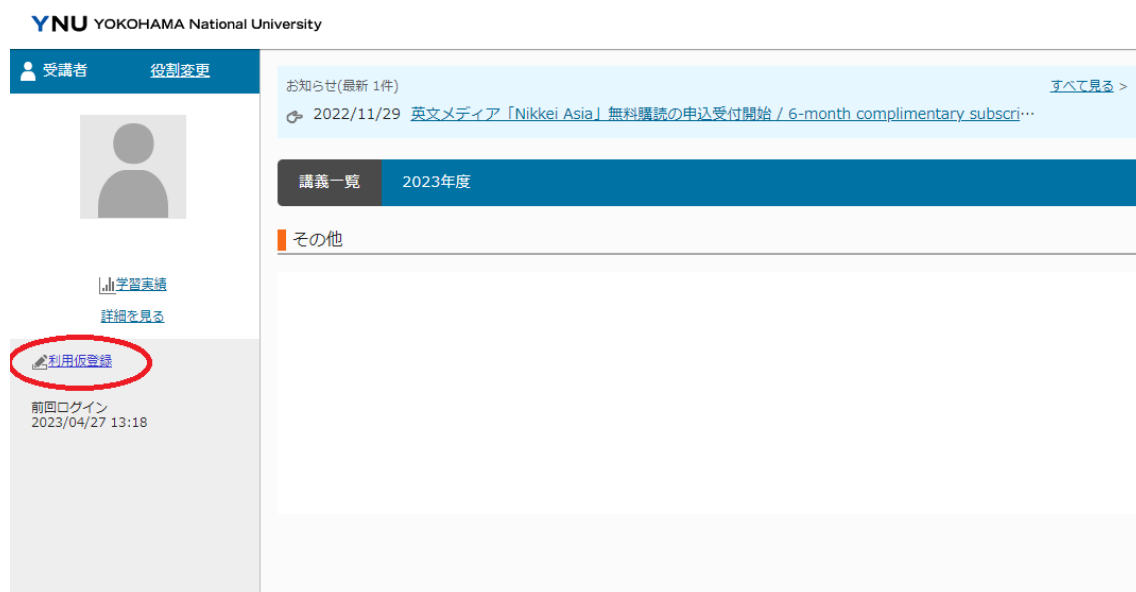 YNU YOKOHAMA National University
受講者 役割変更
お知らせ(最新 1件) すべて見る >
2022/11/29 英文メディア「Nikkei Asia」無料購読の申込受付開始 / 6-month complimentary subscri…
講義一覧 2023年度
その他
学習実績
詳細を見る
利用仮登録
前回ログイン
2023/04/27 13:18